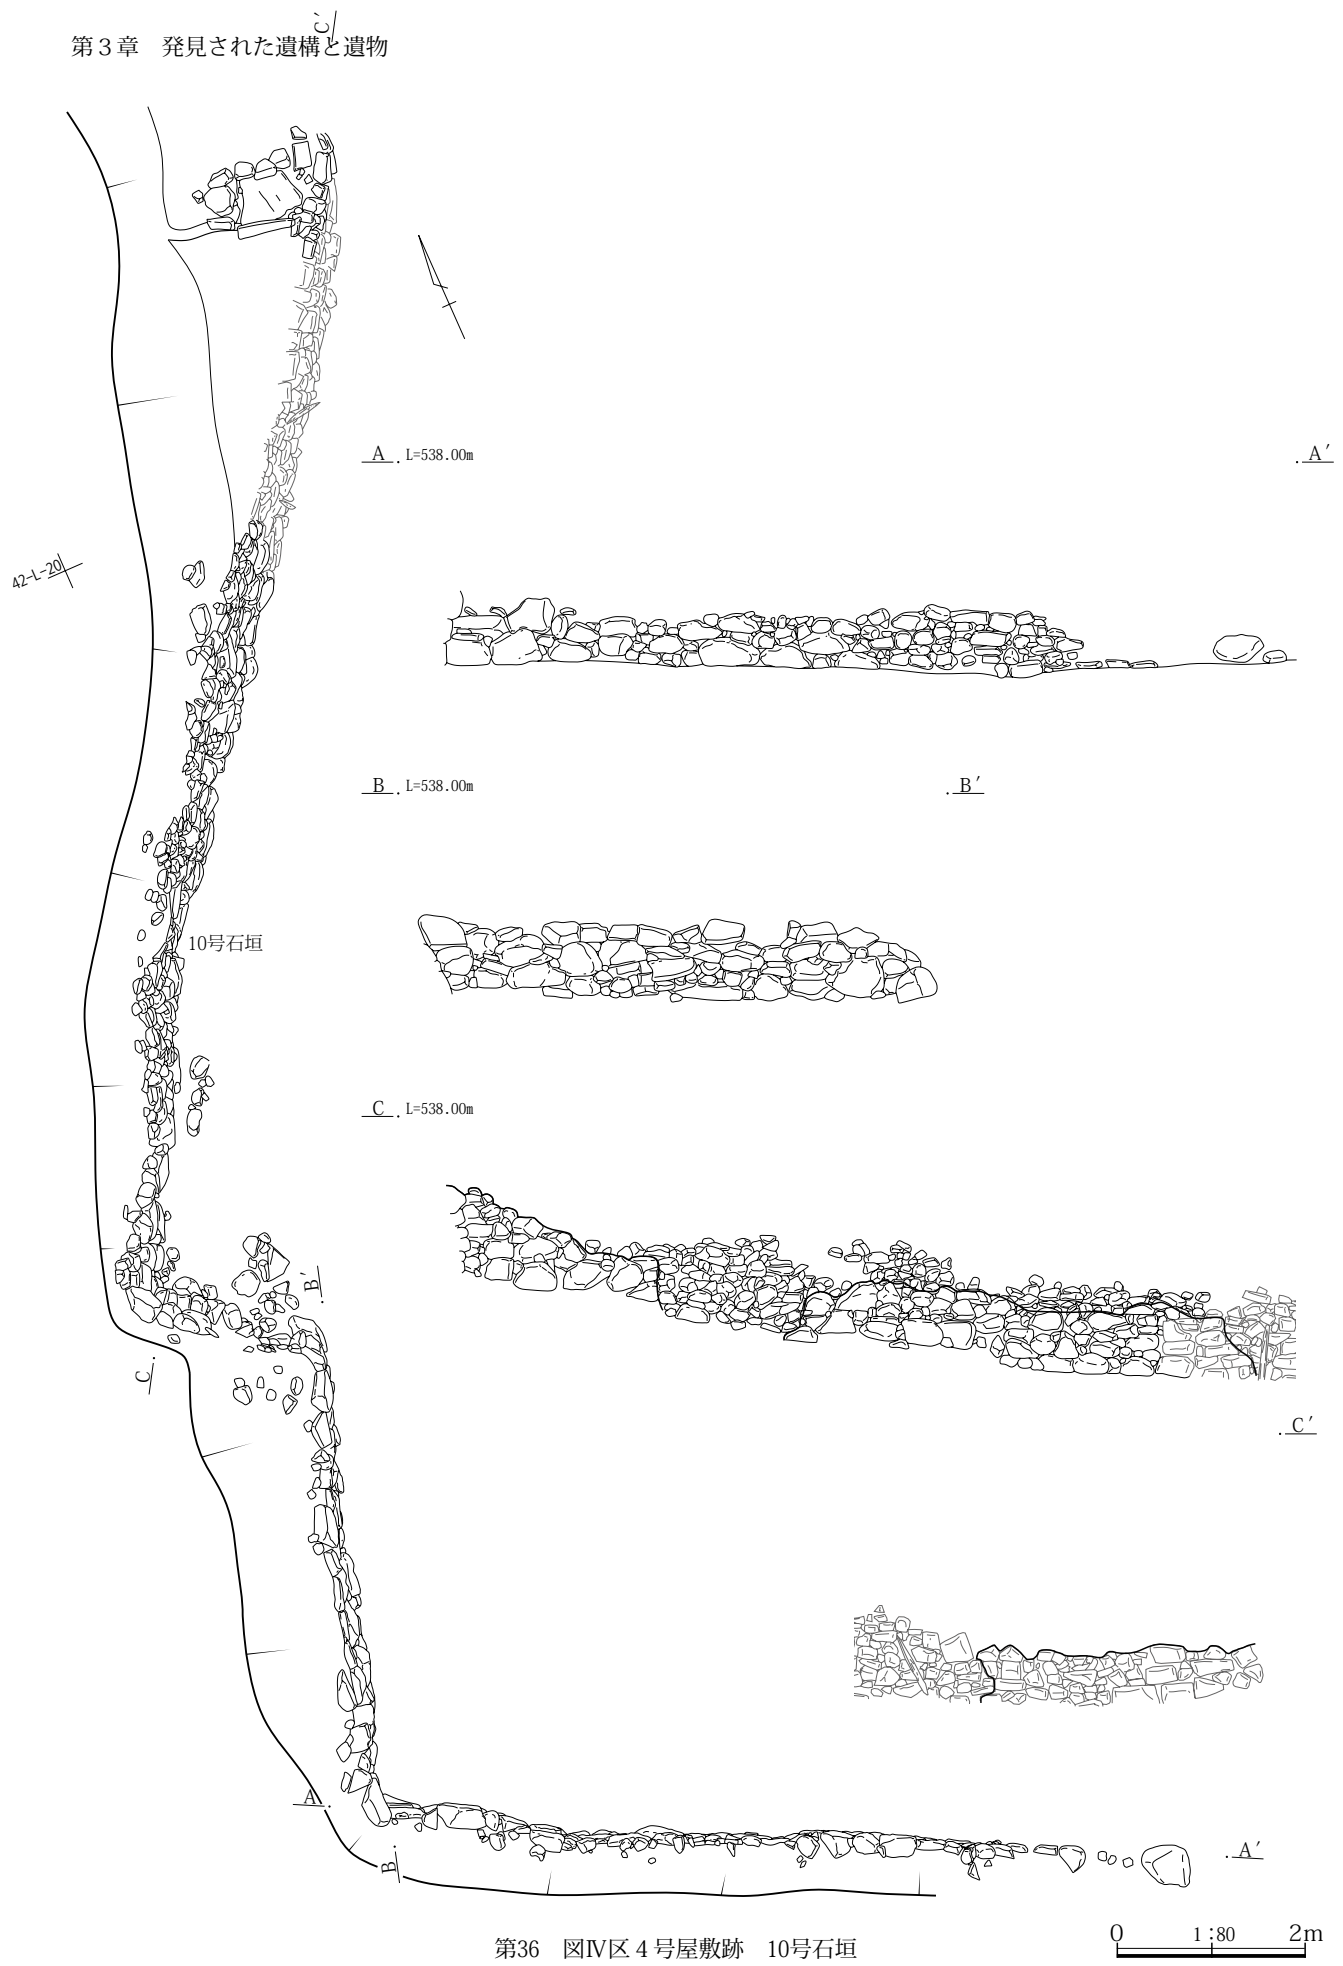 第３章　発見された遺構と遺物
C′
A L=538.00m A′
42-L-20
B L=538.00m B′
10号石垣
C L=538.00m
B′
C
C′
A
A′
B
第36　図Ⅳ区４号屋敷跡　10号石垣
0 1:80 2m